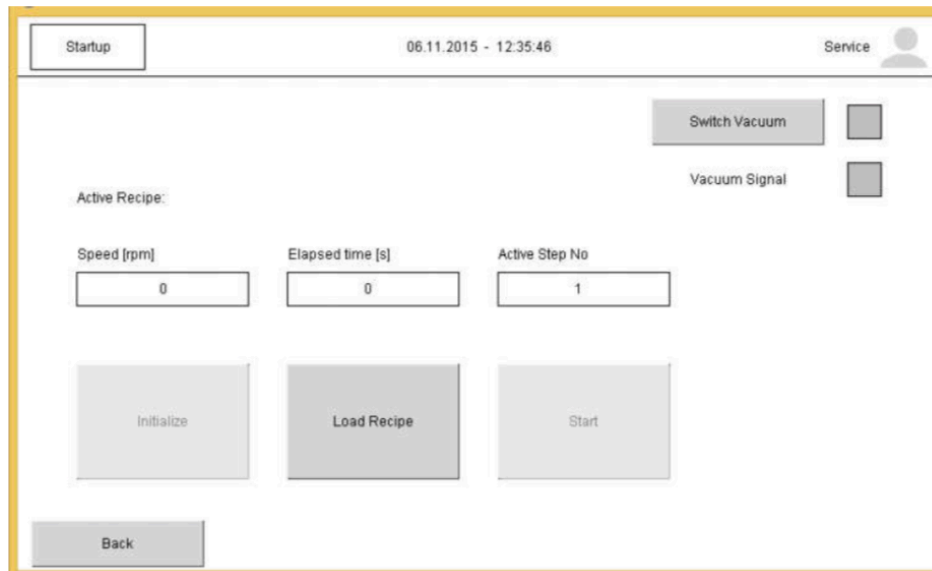 Startup
06.11.2015 - 12:35:46
Service
Switch Vacuum
Vacuum Signal
Active Recipe:
Speed [rpm]
Elapsed time [s]
Active Step No
0
0
1
Initialize
Load Recipe
Start
Back